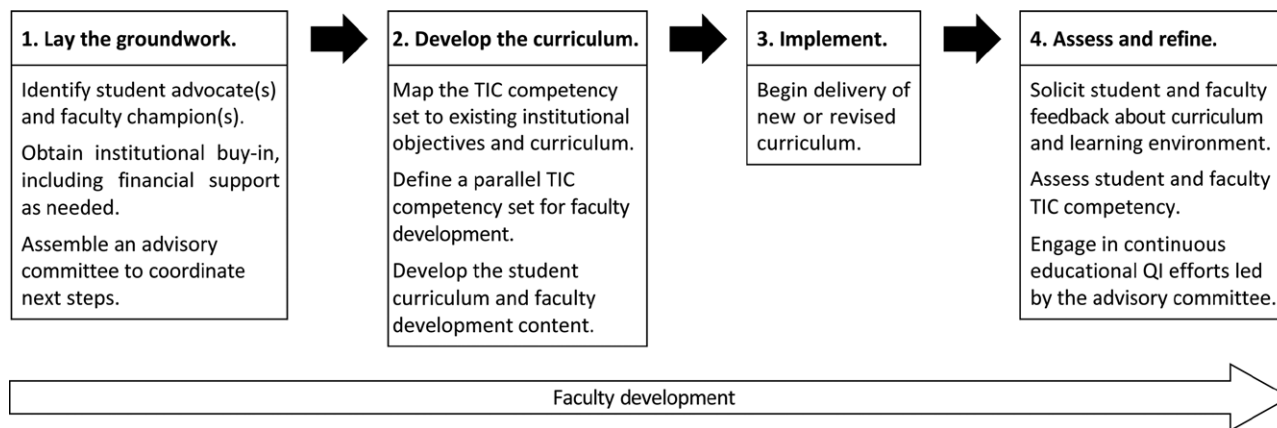 1. Lay the groundwork.
Identify student advocate(s)
and faculty champion(s).
Obtain institutional buy-in,
including financial support
as needed.
Assemble an advisory
committee to coordinate
next steps.
2. Develop the curriculum.
Map the TIC competency
set to existing institutional
objectives and curriculum.
Define a parallel TIC
competency set for faculty
development.
Develop the student
curriculum and faculty
development content.
3. Implement.
Begin delivery of
new or revised
curriculum.
4. Assess and refine.
Solicit student and faculty
feedback about curriculum
and learning environment.
Assess student and faculty
TIC competency.
Engage in continuous
educational QI efforts led
by the advisory committee.
Faculty development